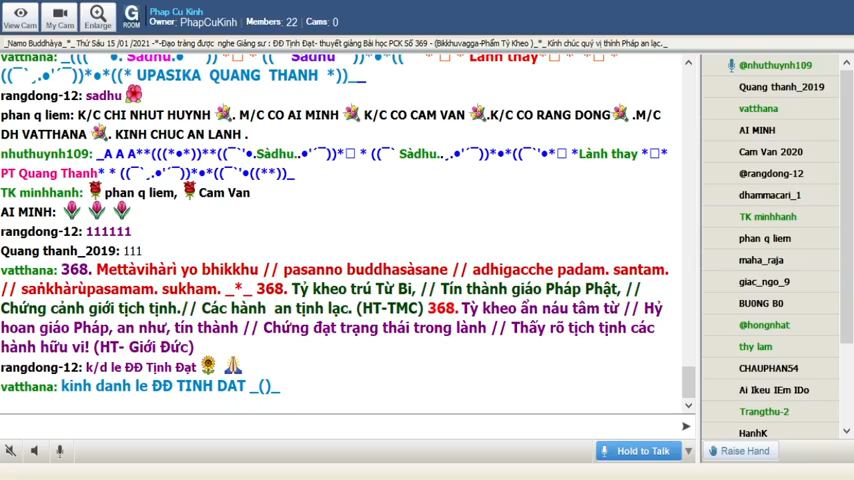 View Cam
My Cam
Enlarge
G
ROOM
Phap Cu Kinh
Owner: PhapCuKinh
Members: 22 / Cams: 0
_Namo Buddhàya_*_ Thứ Sáu 15 /01 /2021 -*-Đạo tràng được nghe Giảng sư : ĐĐ Tịnh Đạt- thuyết giảng Bài học PCK Số 369 - (Bikkhuvagga-Phẩm Tỳ Kheo )_*_ Kính chúc quý vị thính Pháp an lạc._
((¯`ˎ.•'´¯))*•*((* UPASIKA QUANG THANH *))_ _
rangdong-12: sadhu
phan q liem: K/C CHI NHUT HUYNH . M/C CO AI MINH K/C CO CAM VAN .K/C CO RANG DONG .M/C
DH VATTHANA . KINH CHUC AN LANH .
nhuthuynh109: _A A A**(((*•*))**((¯`'•.Sàdhu..•'´¯))*□ * ((¯` Sàdhu..ˎ.•'´¯))*•*((¯`'•*□ *Lành thay *□*
PT Quang Thanh* * ((¯`ˎ.•'´¯))*•*((¯`'•*((**))_
TK minhhanh: phan q liem, Cam Van
AI MINH:
rangdong-12: 111111
Quang thanh_2019: 111
vatthana: 368. Mettàvihàrì yo bhikkhu // pasanno buddhasàsane // adhigacche padam. santam.
// saṅkhàrùpasamam. sukham. _*_ 368. Tỳ kheo trú Từ Bi, // Tín thành giáo Pháp Phật, //
Chứng cảnh giới tịch tịnh.// Các hành an tịnh lạc. (HT-TMC) 368. Tỳ kheo ẩn náu tâm từ // Hỷ
hoan giáo Pháp, an như, tín thành // Chứng đạt trạng thái trong lành // Thấy rõ tịch tịnh các
hành hữu vi! (HT- Giới Đức)
rangdong-12: k/d le ĐĐ Tịnh Đạt
vatthana: kinh danh le ĐĐ TINH DAT _()_
Hold to Talk
Raise Hand
@nhuthuynh109
Quang thanh_2019
vatthana
AI MINH
Cam Van 2020
@rangdong-12
dhammacari_1
TK minhhanh
phan q liem
maha_raja
giac_ngo_9
BU0NG B0
@hongnhat
thy lam
CHAUPHAN54
Ai Ikeu IEm IDo
Trangthu-2
HanhK